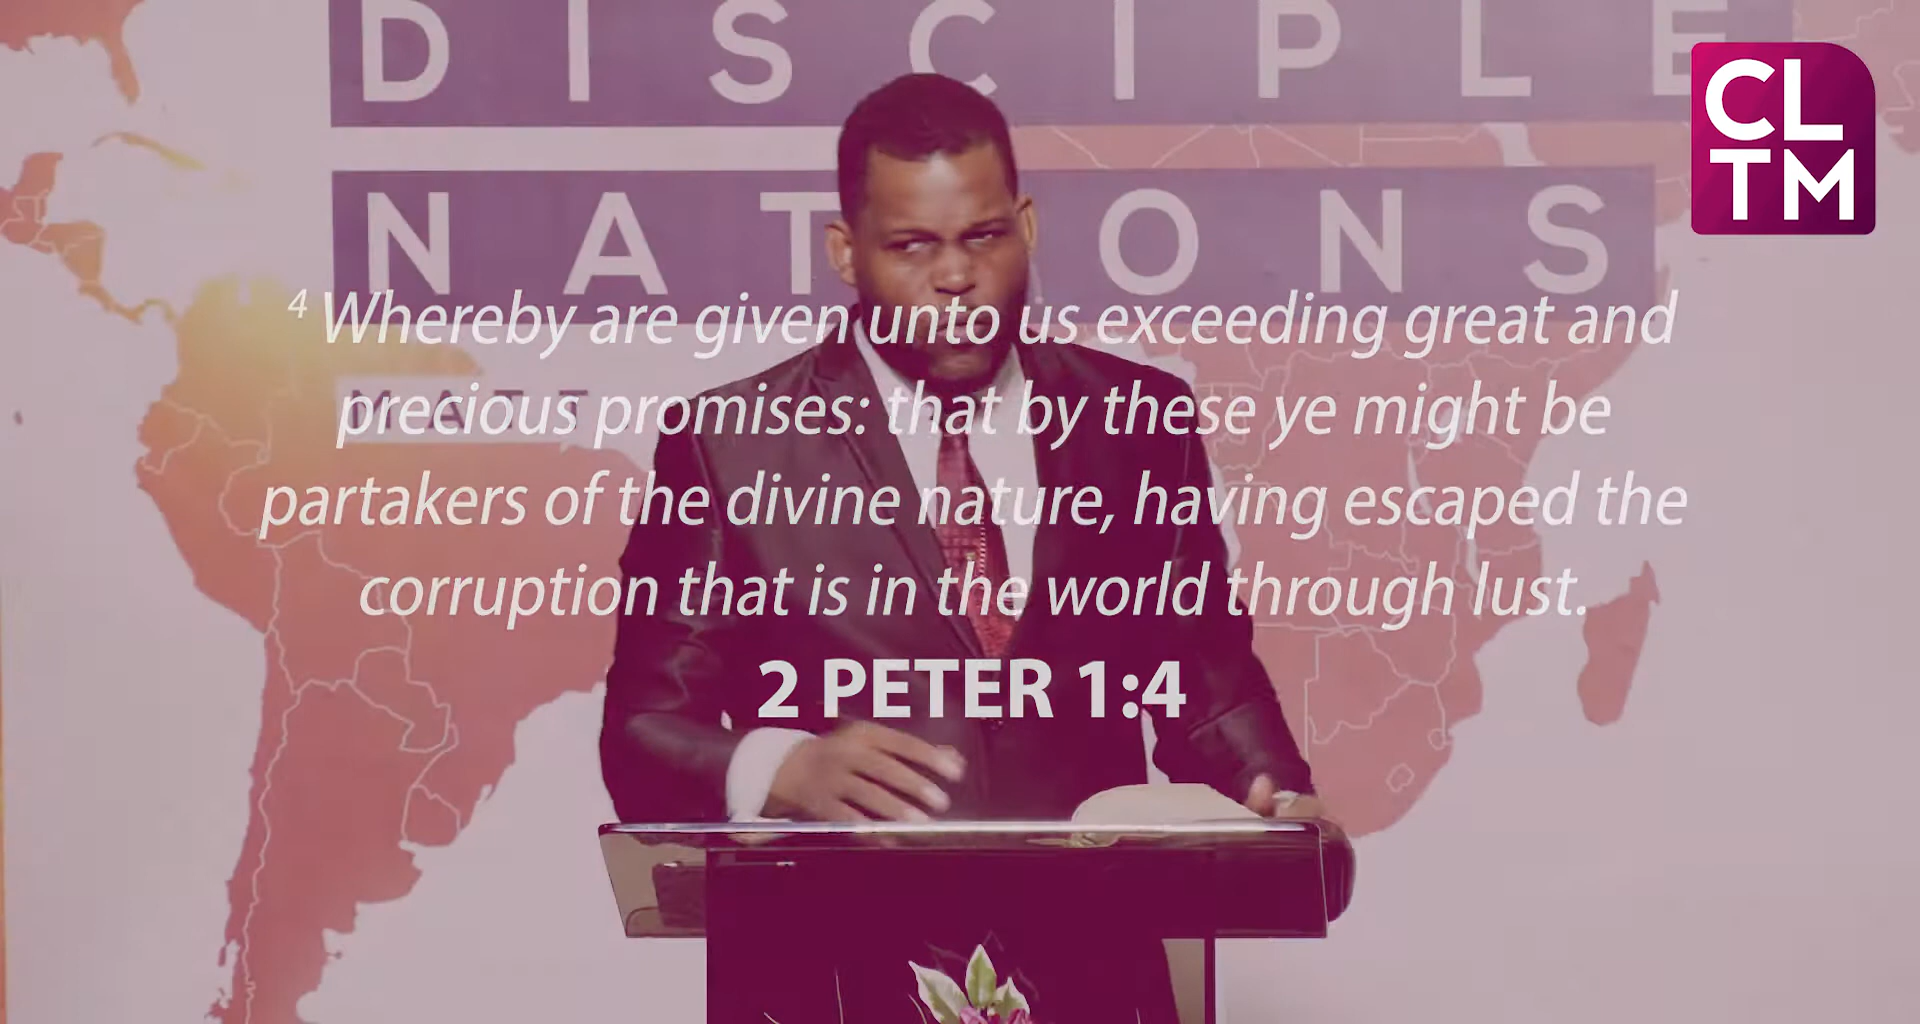 DISCIPLE
CL
TM
NATIONS
4 Whereby are given unto us exceeding great and
MATT
precious promises: that by these ye might be
partakers of the divine nature, having escaped the
corruption that is in the world through lust.
2 PETER 1:4